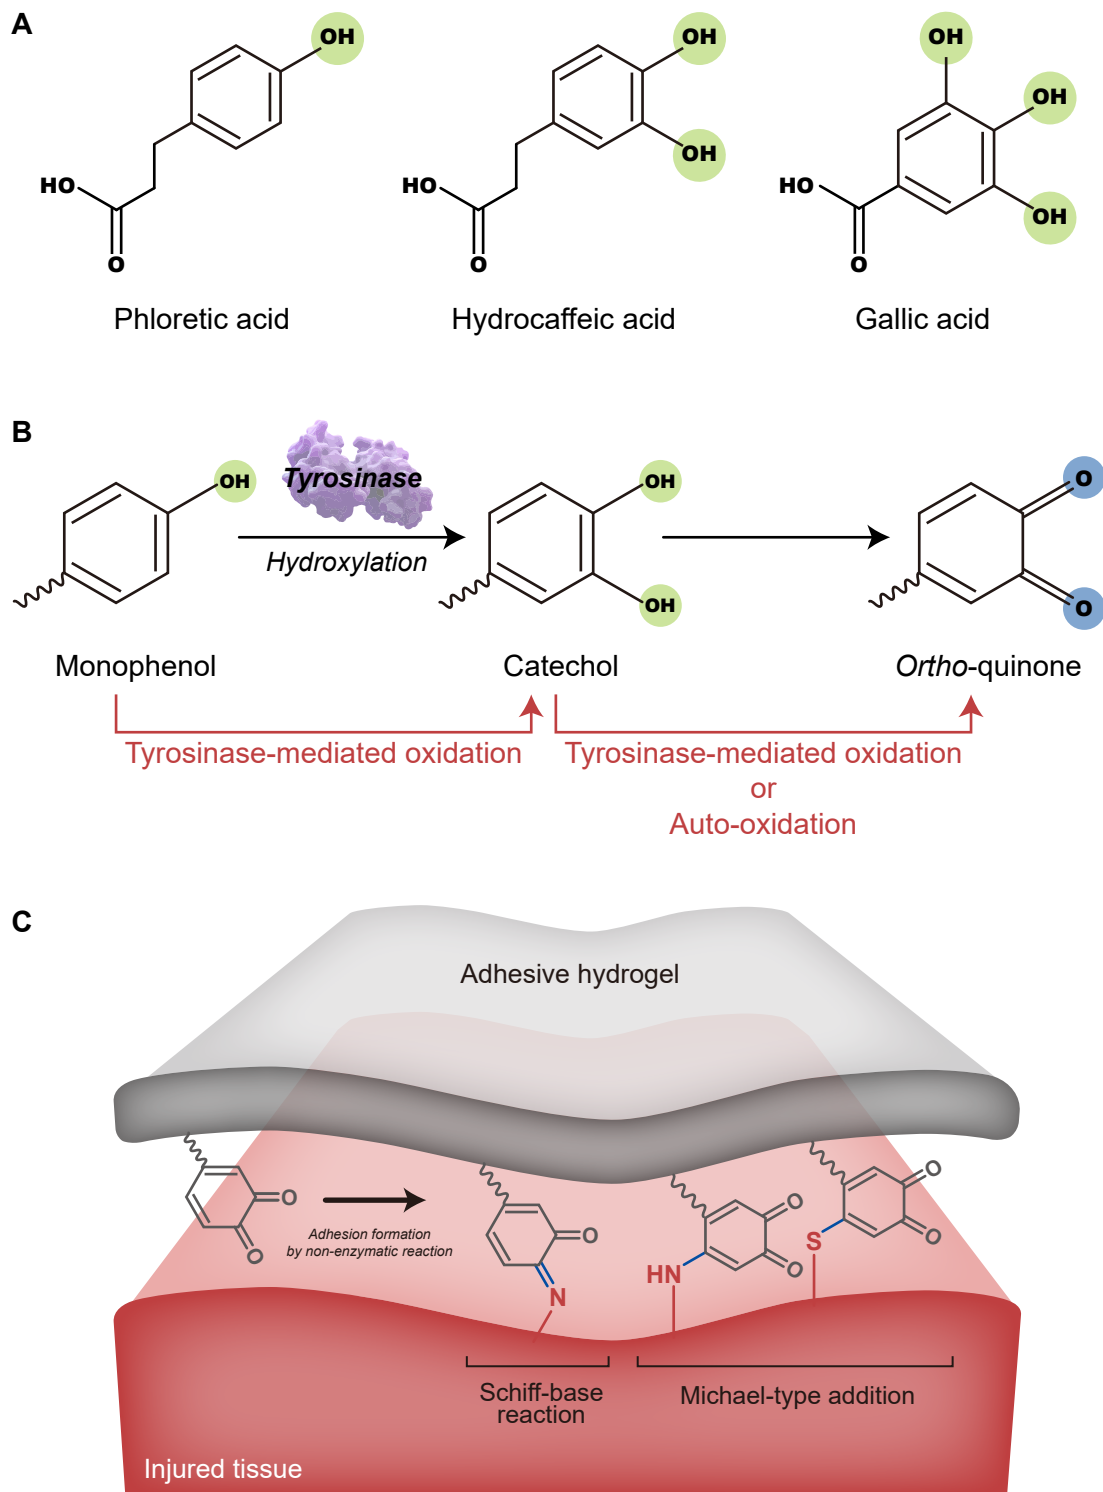 A
OH
OH
OH
OH
OH
OH
HO
O
HO
O
HO
O
Phloretic acid
Hydrocaffeic acid
Gallic acid
B
OH
Tyrosinase
Hydroxylation
OH
OH
O
O
Monophenol
Catechol
Ortho-quinone
Tyrosinase-mediated oxidation
Tyrosinase-mediated oxidation
or
Auto-oxidation
C
Adhesive hydrogel
O
O
Adhesion formation
by non-enzymatic reaction
O
N
HN
O
O
S
O
O
Schiff-base
reaction
Michael-type addition
Injured tissue